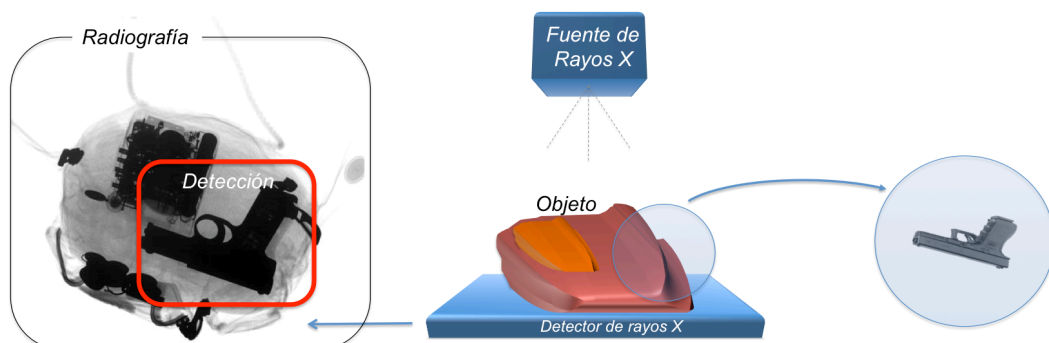 Radiografía
Detección
Fuente de
Rayos X
Objeto
Detector de rayos X